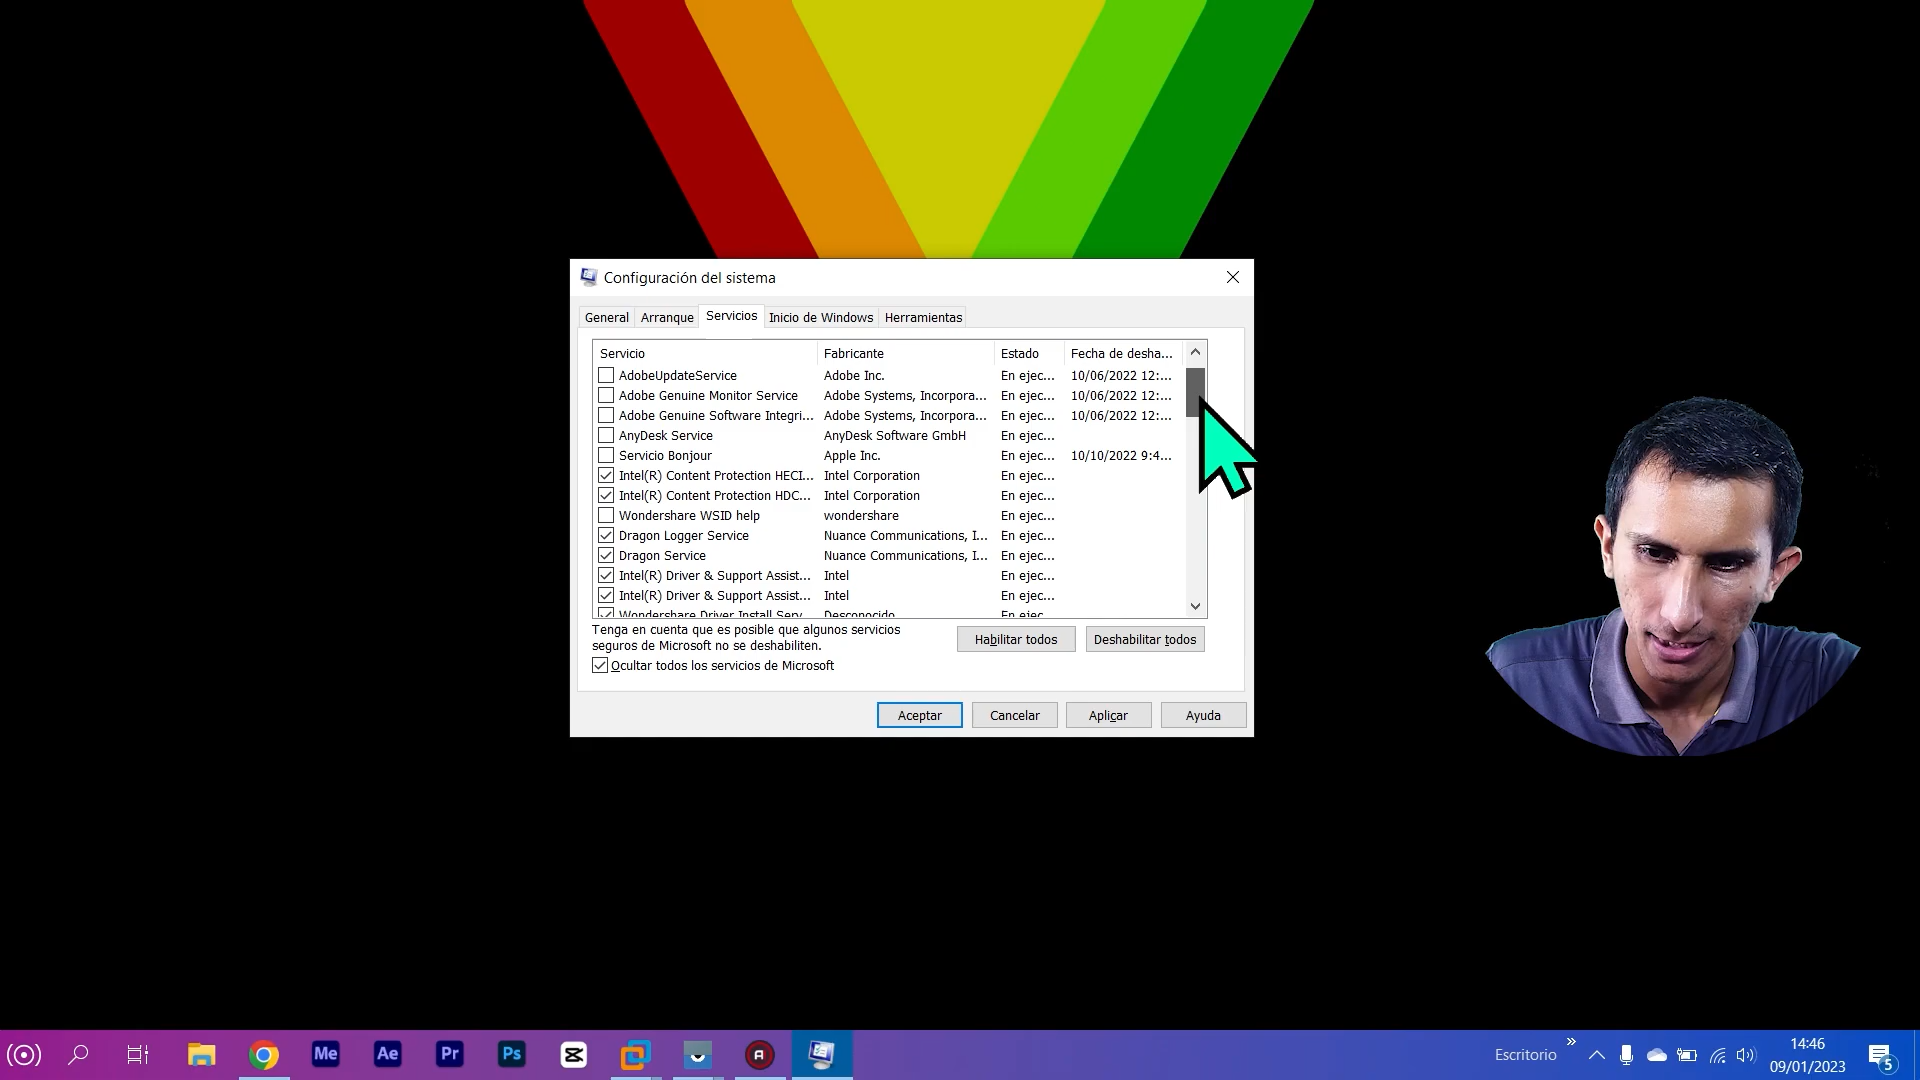 Configuración del sistema
General Arranque Servicios Inicio de Windows Herramientas
Servicio Fabricante Estado Fecha de desha...
AdobeUpdateService Adobe Inc. En ejec... 10/06/2022 12:...
Adobe Genuine Monitor Service Adobe Systems, Incorpora... En ejec... 10/06/2022 12:...
Adobe Genuine Software Integri... Adobe Systems, Incorpora... En ejec... 10/06/2022 12:...
AnyDesk Service AnyDesk Software GmbH En ejec...
Servicio Bonjour Apple Inc. En ejec... 10/10/2022 9:4...
Intel(R) Content Protection HECI... Intel Corporation En ejec...
Intel(R) Content Protection HDC... Intel Corporation En ejec...
Wondershare WSID help wondershare En ejec...
Dragon Logger Service Nuance Communications, I... En ejec...
Dragon Service Nuance Communications, I... En ejec...
Intel(R) Driver & Support Assist... Intel En ejec...
Intel(R) Driver & Support Assist... Intel En ejec...
Wondershare Driver Install Serv... Desconocido En ejec...
Tenga en cuenta que es posible que algunos servicios
seguros de Microsoft no se deshabiliten.
Habilitar todos Deshabilitar todos
Ocultar todos los servicios de Microsoft
Aceptar Cancelar Aplicar Ayuda
Me Ae Pr Ps
Escritorio
14:46
09/01/2023
5